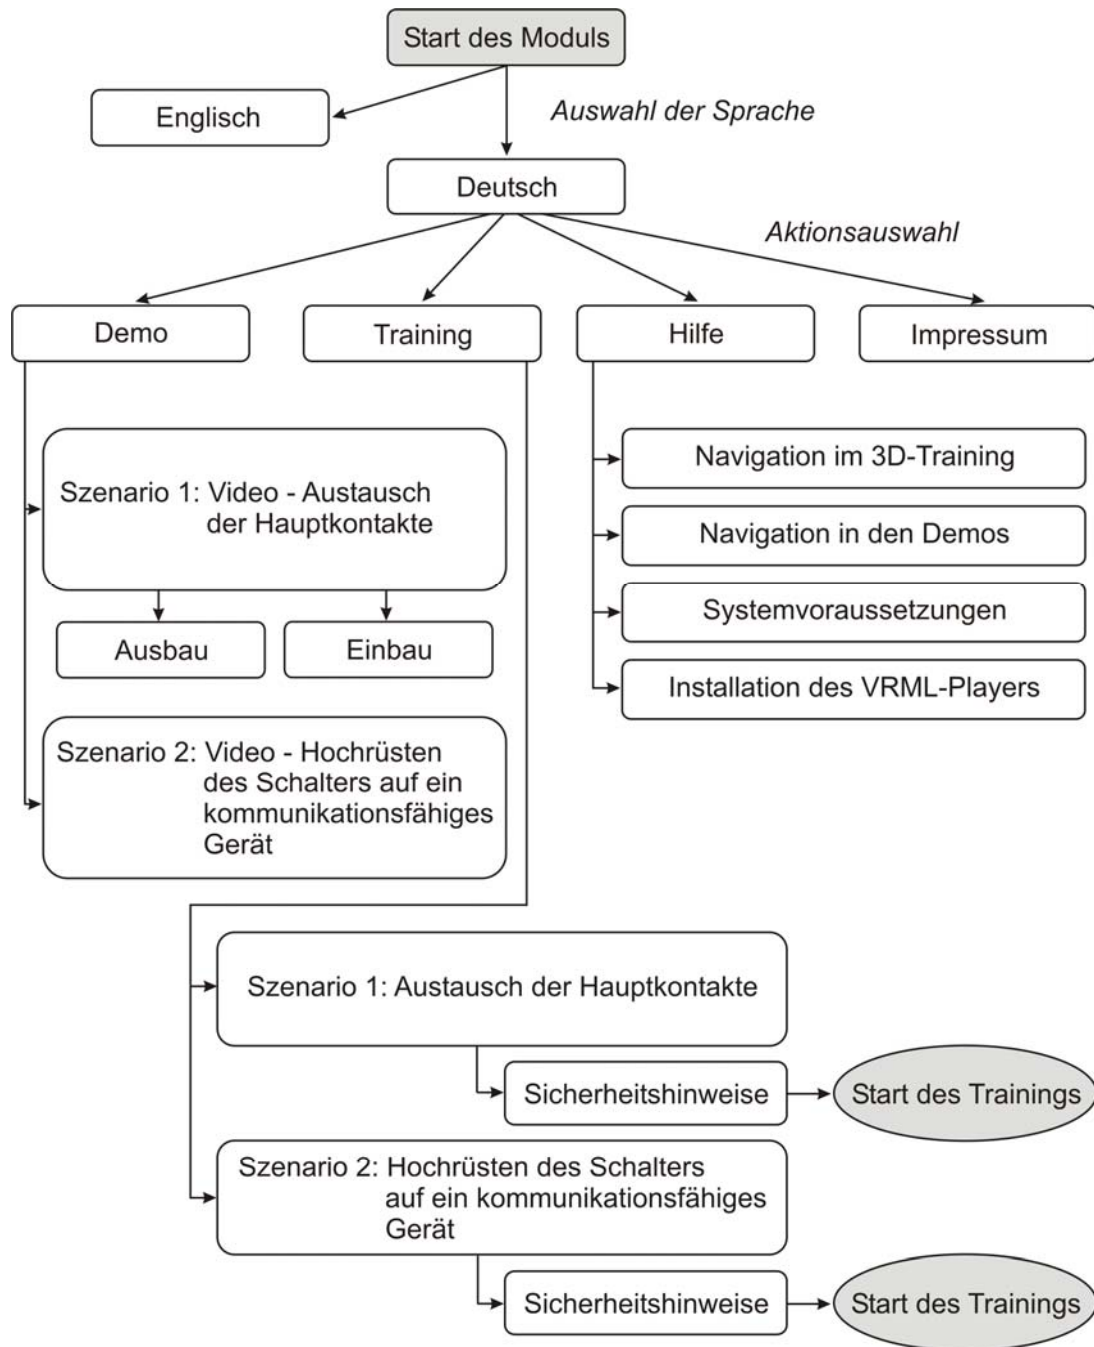 Start des Moduls
Englisch
Auswahl der Sprache
Deutsch
Aktionsauswahl
Demo
Training
Hilfe
Impressum
Szenario 1: Video - Austausch
der Hauptkontakte
Ausbau
Einbau
Szenario 2: Video - Hochrüsten
des Schalters auf ein
kommunikationsfähiges
Gerät
Navigation im 3D-Training
Navigation in den Demos
Systemvoraussetzungen
Installation des VRML-Players
Szenario 1: Austausch der Hauptkontakte
Sicherheitshinweise
Start des Trainings
Szenario 2: Hochrüsten des Schalters
auf ein kommunikationsfähiges
Gerät
Sicherheitshinweise
Start des Trainings